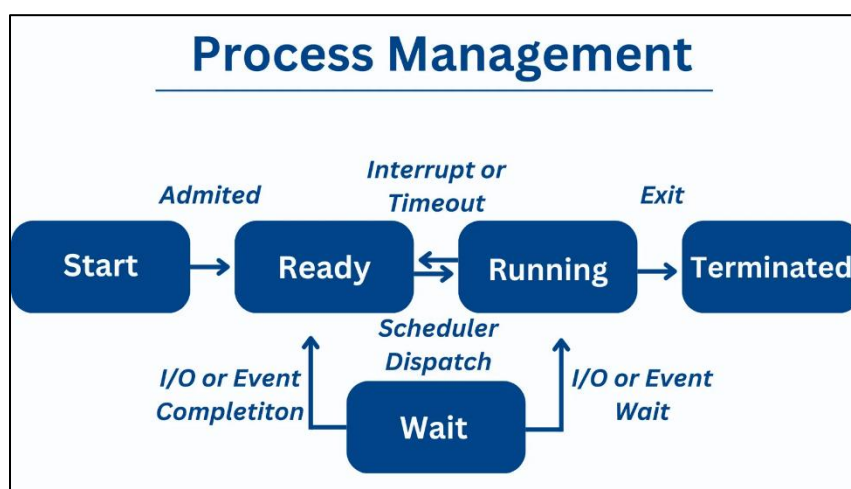 Process Management
Admited
Interrupt or
Timeout
Exit
Start
Ready
Running
Terminated
Scheduler
Dispatch
I/O or Event
Completiton
Wait
I/O or Event
Wait